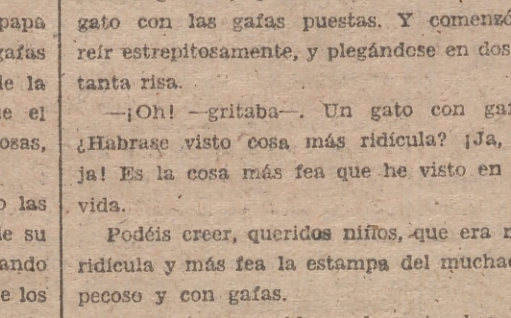 papa
gafas
de la
el
osas,
las
de su
ando
e los
gato con las gafas puestas. Y comenzó
reír estrepitosamente, y plegándose en dos
tanta risa.
—¡Oh! —gritaba—. Un gato con gaf
¿Habrase visto cosa más ridícula? ¡Ja,
ja! Es la cosa más fea que he visto en
vida.
Podéis creer, queridos niños, que era m
ridícula y más fea la estampa del muchac
pecoso y con gafas.